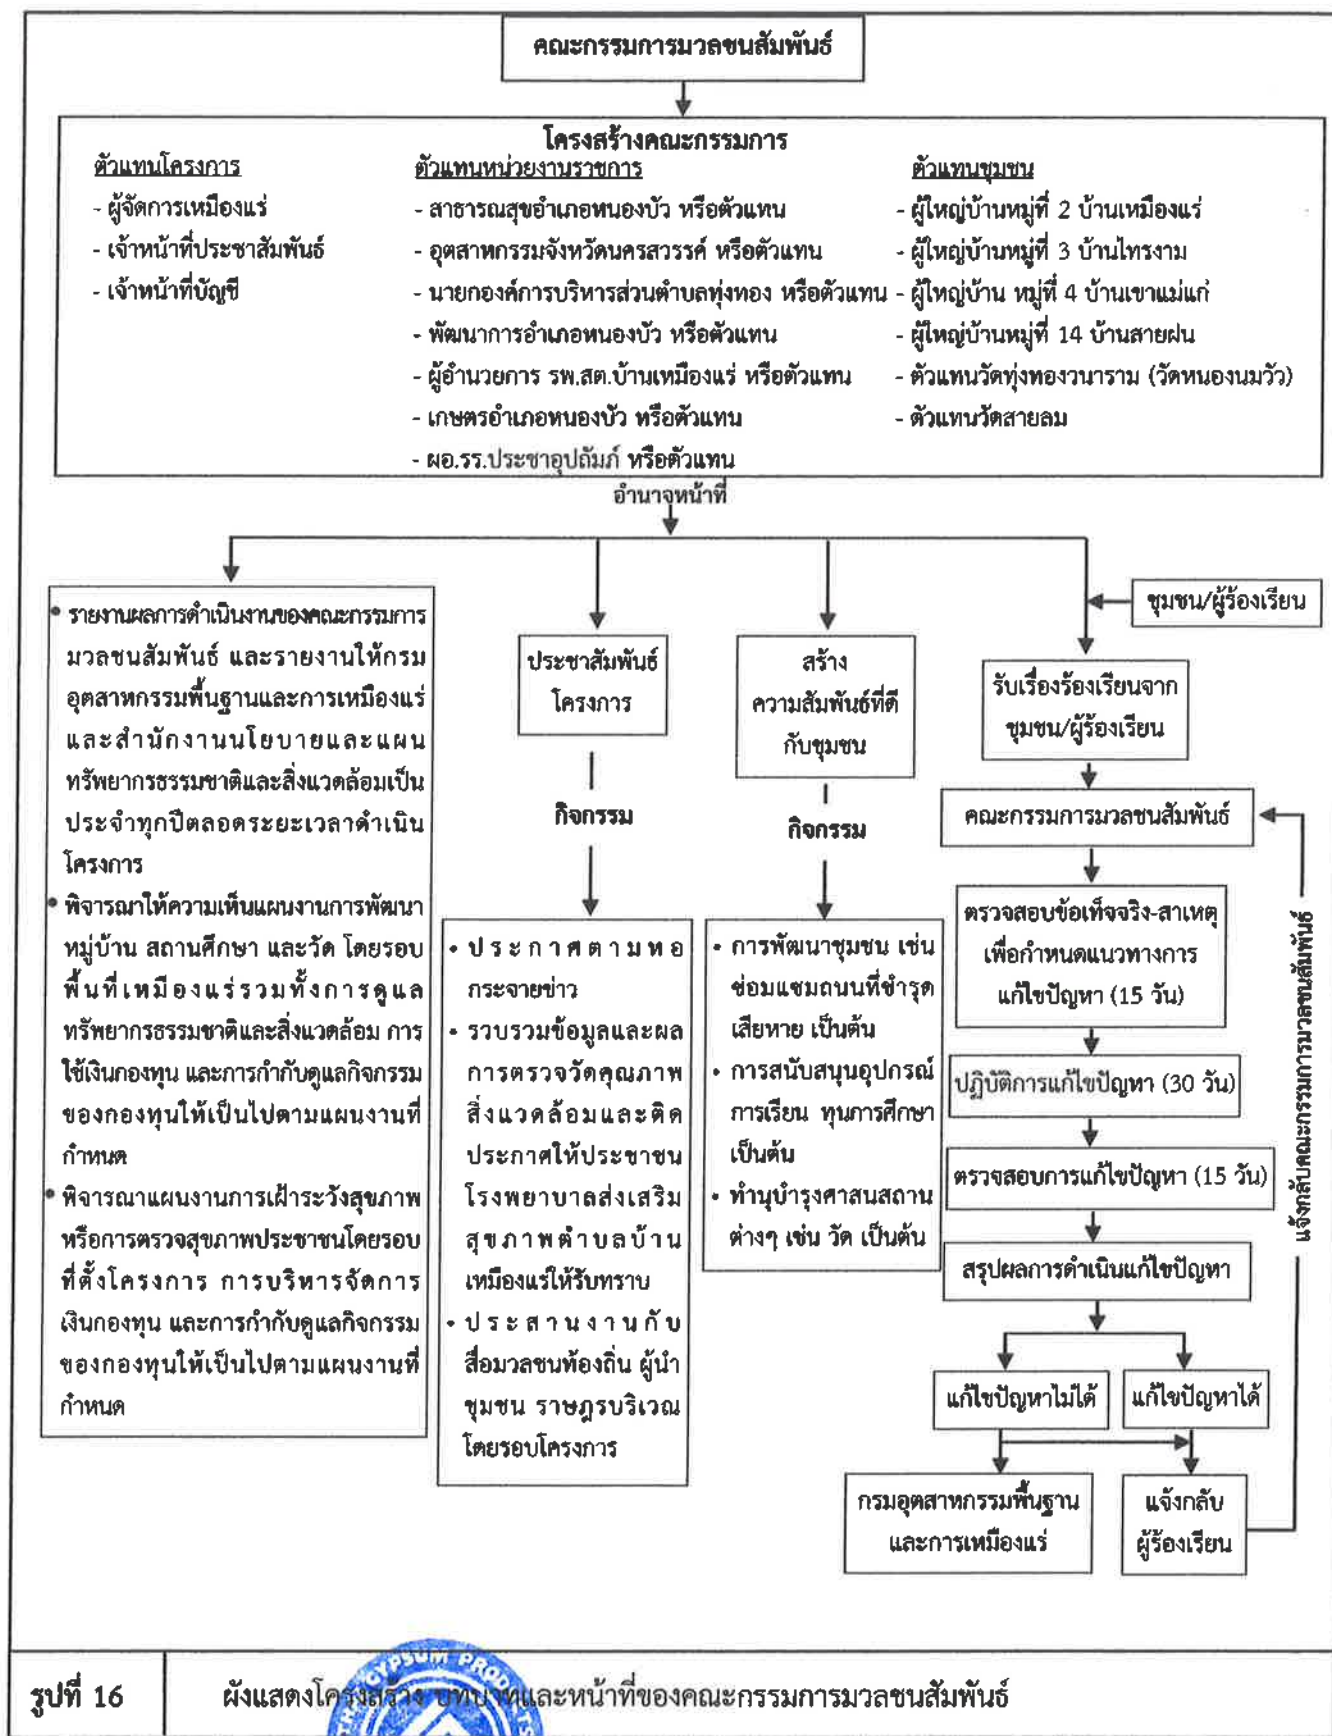 คณะกรรมการมวลชนสัมพันธ์
โครงสร้างคณะกรรมการ
ตัวแทนโครงการ
- ผู้จัดการเหมืองแร่
- เจ้าหน้าที่ประชาสัมพันธ์
- เจ้าหน้าที่บัญชี
ตัวแทนหน่วยงานราชการ
- สาธารณสุขอำเภอหนองบัว หรือตัวแทน
- อุตสาหกรรมจังหวัดนครสวรรค์ หรือตัวแทน
- นายกองค์การบริหารส่วนตำบลทุ่งทอง หรือตัวแทน
- พัฒนาการอำเภอหนองบัว หรือตัวแทน
- ผู้อำนวยการ รพ.สต.บ้านเหมืองแร่ หรือตัวแทน
- เกษตรอำเภอหนองบัว หรือตัวแทน
- ผอ.รร.ประชาอุปถัมภ์ หรือตัวแทน
ตัวแทนชุมชน
- ผู้ใหญ่บ้านหมู่ที่ 2 บ้านเหมืองแร่
- ผู้ใหญ่บ้านหมู่ที่ 3 บ้านไทรงาม
- ผู้ใหญ่บ้าน หมู่ที่ 4 บ้านเขาแม่แก่
- ผู้ใหญ่บ้านหมู่ที่ 14 บ้านสายฝน
- ตัวแทนวัดทุ่งทองวนาราม (วัดหนองนมวัว)
- ตัวแทนวัดสายลม
อำนาจหน้าที่
• รายงานผลการดำเนินงานของคณะกรรมการ
มวลชนสัมพันธ์ และรายงานให้กรม
อุตสาหกรรมพื้นฐานและการเหมืองแร่
และสำนักงานนโยบายและแผน
ทรัพยากรธรรมชาติและสิ่งแวดล้อมเป็น
ประจำทุกปีตลอดระยะเวลาดำเนิน
โครงการ
• พิจารณาให้ความเห็นแผนงานการพัฒนา
หมู่บ้าน สถานศึกษา และวัด โดยรอบ
พื้นที่เหมืองแร่รวมทั้งการดูแล
ทรัพยากรธรรมชาติและสิ่งแวดล้อม การ
ใช้เงินกองทุน และการกำกับดูแลกิจกรรม
ของกองทุนให้เป็นไปตามแผนงานที่
กำหนด
• พิจารณาแผนงานการเฝ้าระวังสุขภาพ
หรือการตรวจสุขภาพประชาชนโดยรอบ
ที่ตั้งโครงการ การบริหารจัดการ
เงินกองทุน และการกำกับดูแลกิจกรรม
ของกองทุนให้เป็นไปตามแผนงานที่
กำหนด
ประชาสัมพันธ์
โครงการ
กิจกรรม
• ประกาศตามหอ
กระจายข่าว
• รวบรวมข้อมูลและผล
การตรวจวัดคุณภาพ
สิ่งแวดล้อมและติด
ประกาศให้ประชาชน
โรงพยาบาลส่งเสริม
สุขภาพตำบลบ้าน
เหมืองแร่ให้รับทราบ
• ประสานงานกับ
สื่อมวลชนท้องถิ่น ผู้นำ
ชุมชน ราษฎรบริเวณ
โดยรอบโครงการ
สร้าง
ความสัมพันธ์ที่ดี
กับชุมชน
กิจกรรม
• การพัฒนาชุมชน เช่น
ซ่อมแซมถนนที่ชำรุด
เสียหาย เป็นต้น
• การสนับสนุนอุปกรณ์
การเรียน ทุนการศึกษา
เป็นต้น
• ทำนุบำรุงศาสนสถาน
ต่างๆ เช่น วัด เป็นต้น
ชุมชน/ผู้ร้องเรียน
รับเรื่องร้องเรียนจาก
ชุมชน/ผู้ร้องเรียน
คณะกรรมการมวลชนสัมพันธ์
ตรวจสอบข้อเท็จจริง-สาเหตุ
เพื่อกำหนดแนวทางการ
แก้ไขปัญหา (15 วัน)
ปฏิบัติการแก้ไขปัญหา (30 วัน)
ตรวจสอบการแก้ไขปัญหา (15 วัน)
สรุปผลการดำเนินแก้ไขปัญหา
แก้ไขปัญหาไม่ได้
แก้ไขปัญหาได้
กรมอุตสาหกรรมพื้นฐาน
และการเหมืองแร่
แจ้งกลับ
ผู้ร้องเรียน
แจ้งกลับคณะกรรมการมวลชนสัมพันธ์
รูปที่ 16
ผังแสดงโครงสร้าง บทบาทและหน้าที่ของคณะกรรมการมวลชนสัมพันธ์
GYPSUM PRODUCTS